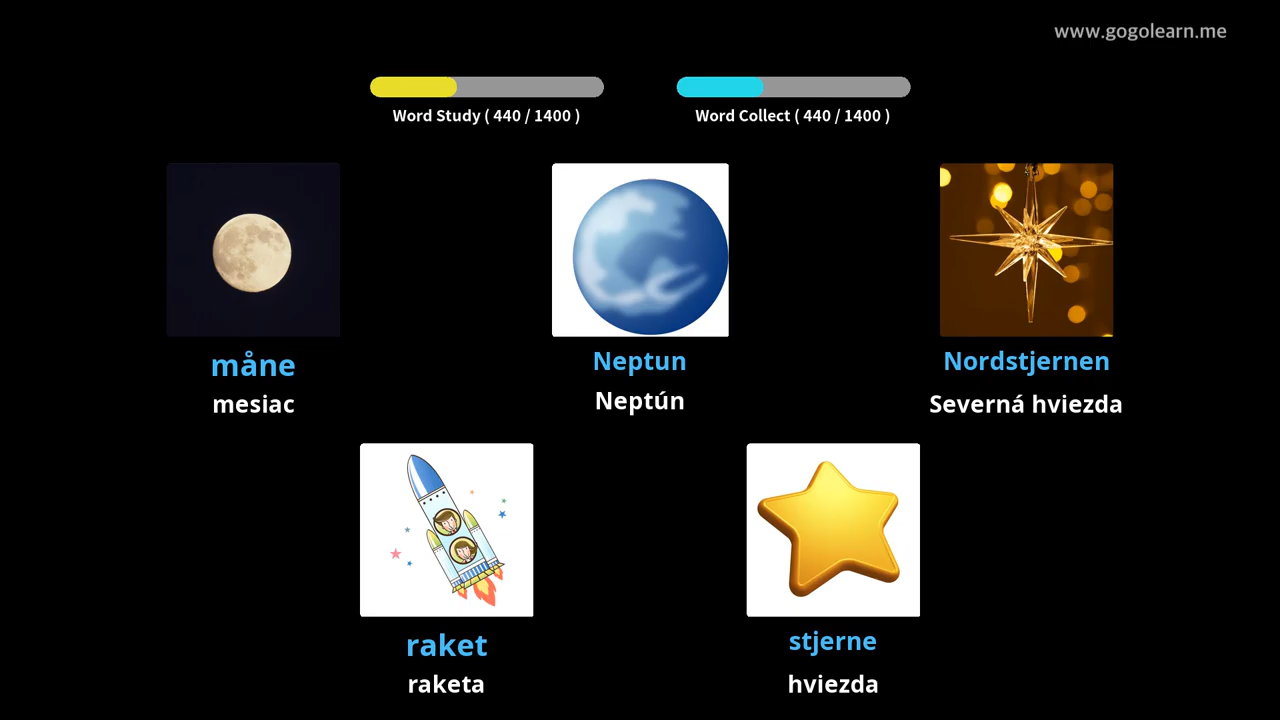 www.gogolearn.me
Word Study ( 440 / 1400 )
Word Collect ( 440 / 1400 )
måne
mesiac
Neptun
Neptún
Nordstjernen
Severná hviezda
raket
raketa
stjerne
hviezda